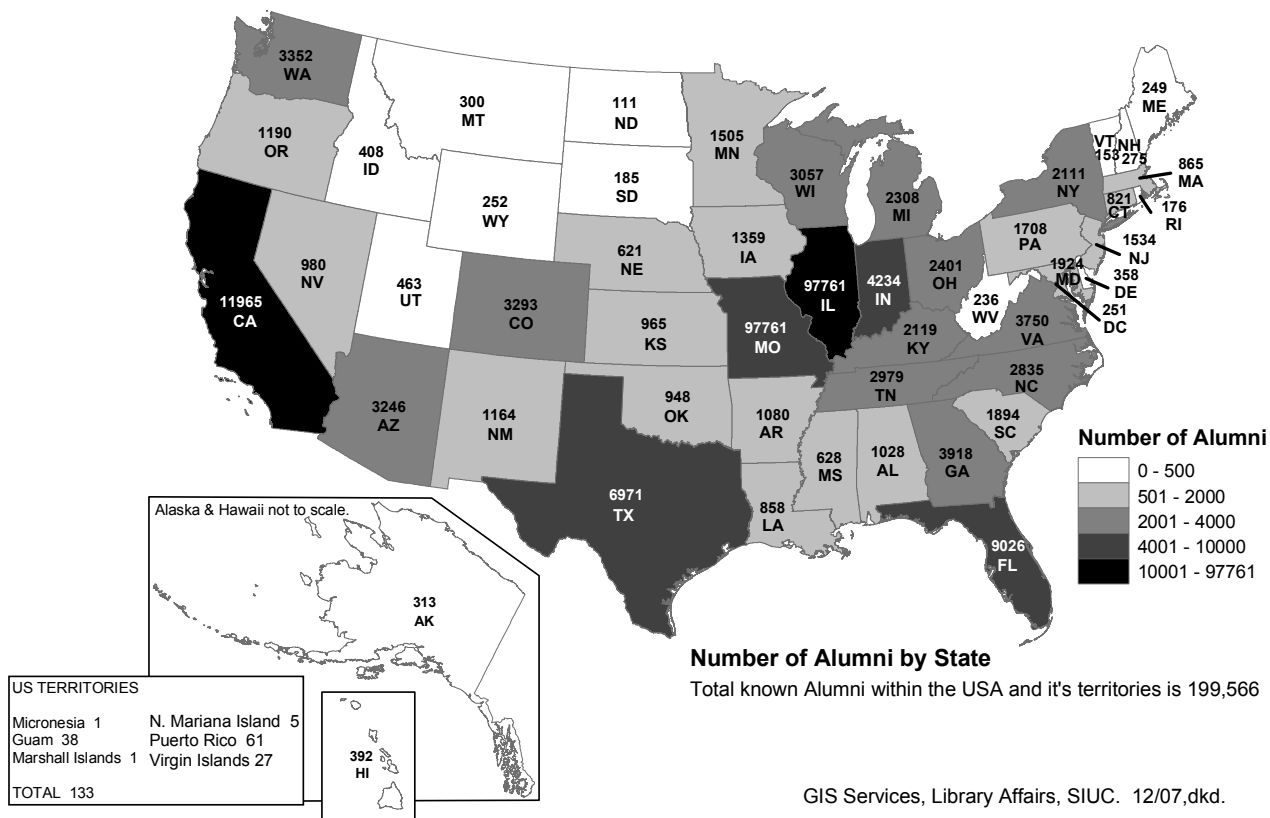 3352
WA
1190
OR
408
ID
300
MT
111
ND
185
SD
252
WY
1505
MN
3057
WI
2308
MI
249
ME
VT
153
NH
275
2111
NY
865
MA
821
CT
176
RI
1708
PA
1534
NJ
1924
MD
358
DE
251
DC
11965
CA
980
NV
463
UT
3293
CO
621
NE
1359
IA
97761
IL
4234
IN
2401
OH
236
WV
3750
VA
965
KS
97761
MO
2119
KY
2979
TN
2835
NC
3246
AZ
1164
NM
948
OK
1080
AR
1894
SC
628
MS
1028
AL
3918
GA
6971
TX
858
LA
9026
FL
Number of Alumni
0 - 500
501 - 2000
2001 - 4000
4001 - 10000
10001 - 97761
Alaska & Hawaii not to scale.
313
AK
392
HI
US TERRITORIES
Micronesia 1 N. Mariana Island 5
Guam 38 Puerto Rico 61
Marshall Islands 1 Virgin Islands 27
TOTAL 133
Number of Alumni by State
Total known Alumni within the USA and it's territories is 199,566
GIS Services, Library Affairs, SIUC. 12/07,dkd.